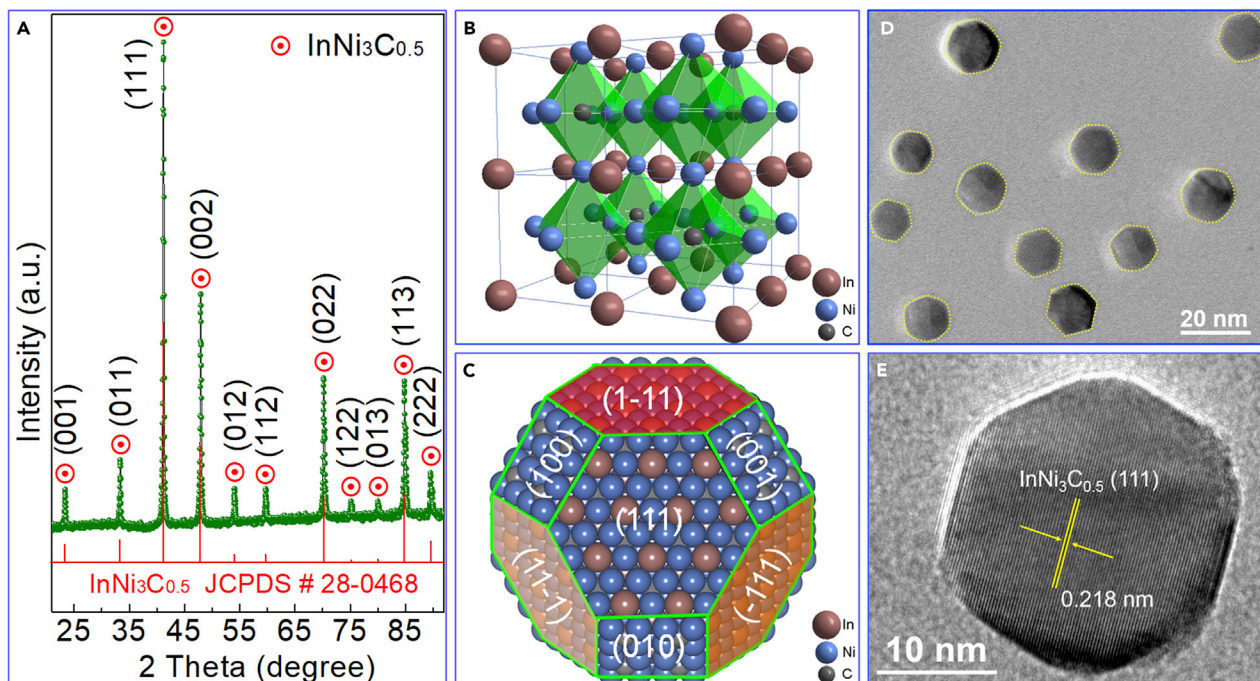 A
InNi₃C₀.₅
(111)
(002)
(022)
(113)
(011)
(001)
(012)
(112)
(122)
(013)
(222)
Intensity (a.u.)
InNi₃C₀.₅ JCPDS # 28-0468
25 35 45 55 65 75 85
2 Theta (degree)
B
In
Ni
C
C
(1-11)
(100)
(001)
(111)
(11-1)
(-111)
(010)
In
Ni
C
D
20 nm
E
InNi₃C₀.₅ (111)
0.218 nm
10 nm